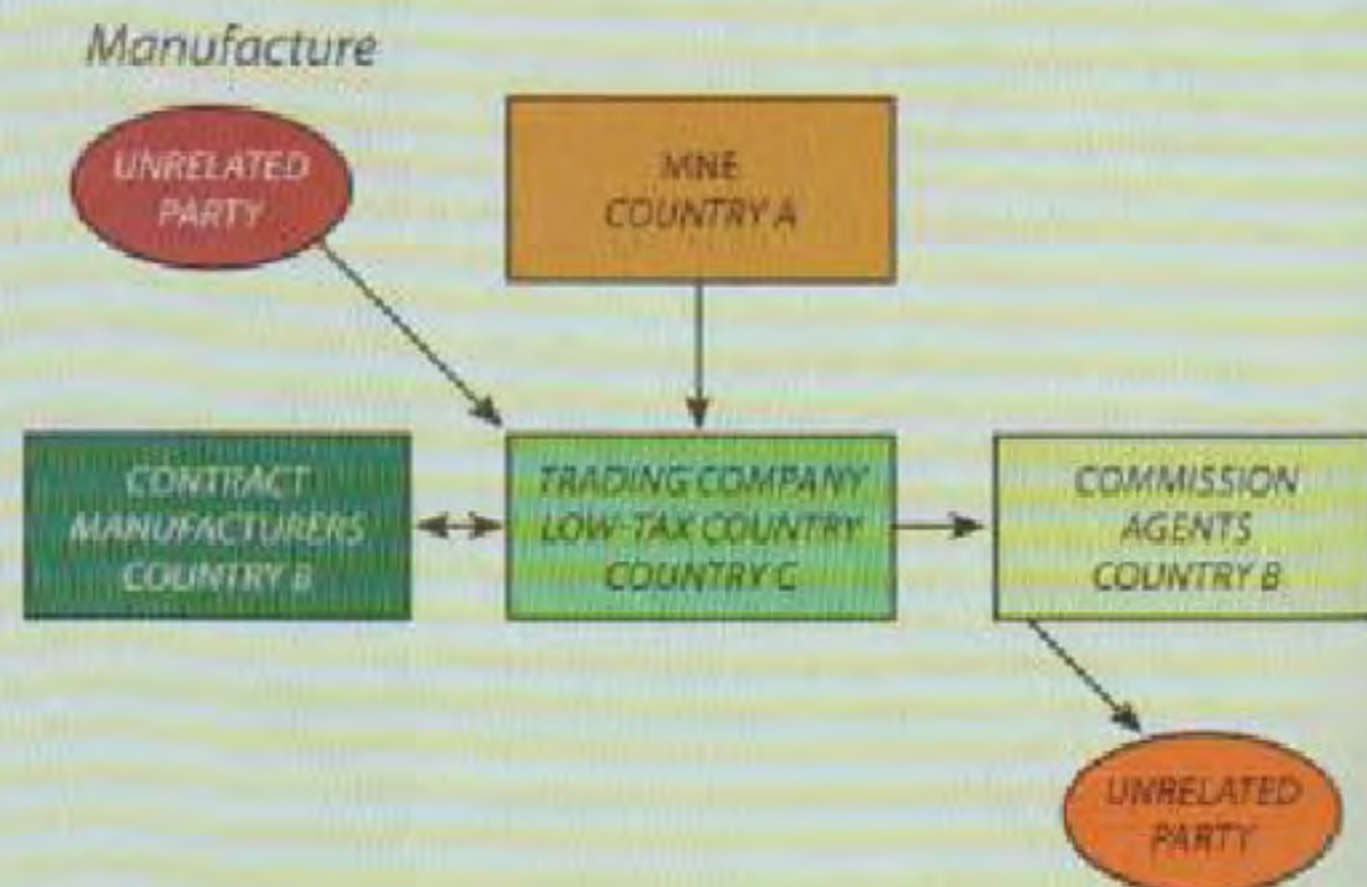 Manufacture
UNRELATED
PARTY
MNE
COUNTRY A
CONTRACT
MANUFACTURERS
COUNTRY B
TRADING COMPANY
LOW-TAX COUNTRY
COUNTRY C
COMMISSION
AGENTS
COUNTRY B
UNRELATED
PARTY